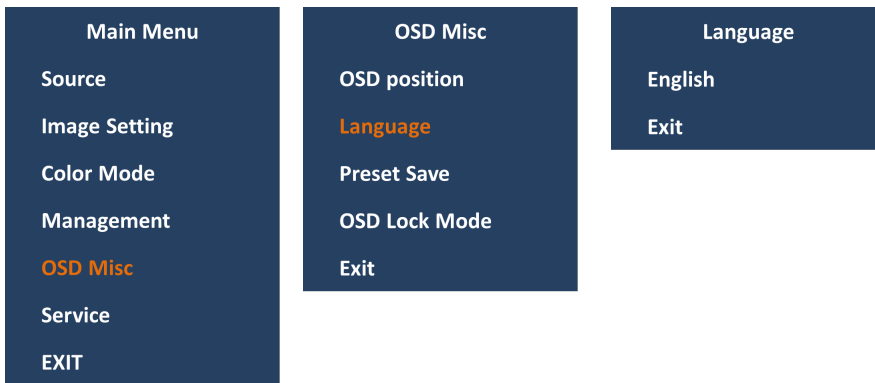 Main Menu
Source
Image Setting
Color Mode
Management
OSD Misc
Service
EXIT
OSD Misc
OSD position
Language
Preset Save
OSD Lock Mode
Exit
Language
English
Exit